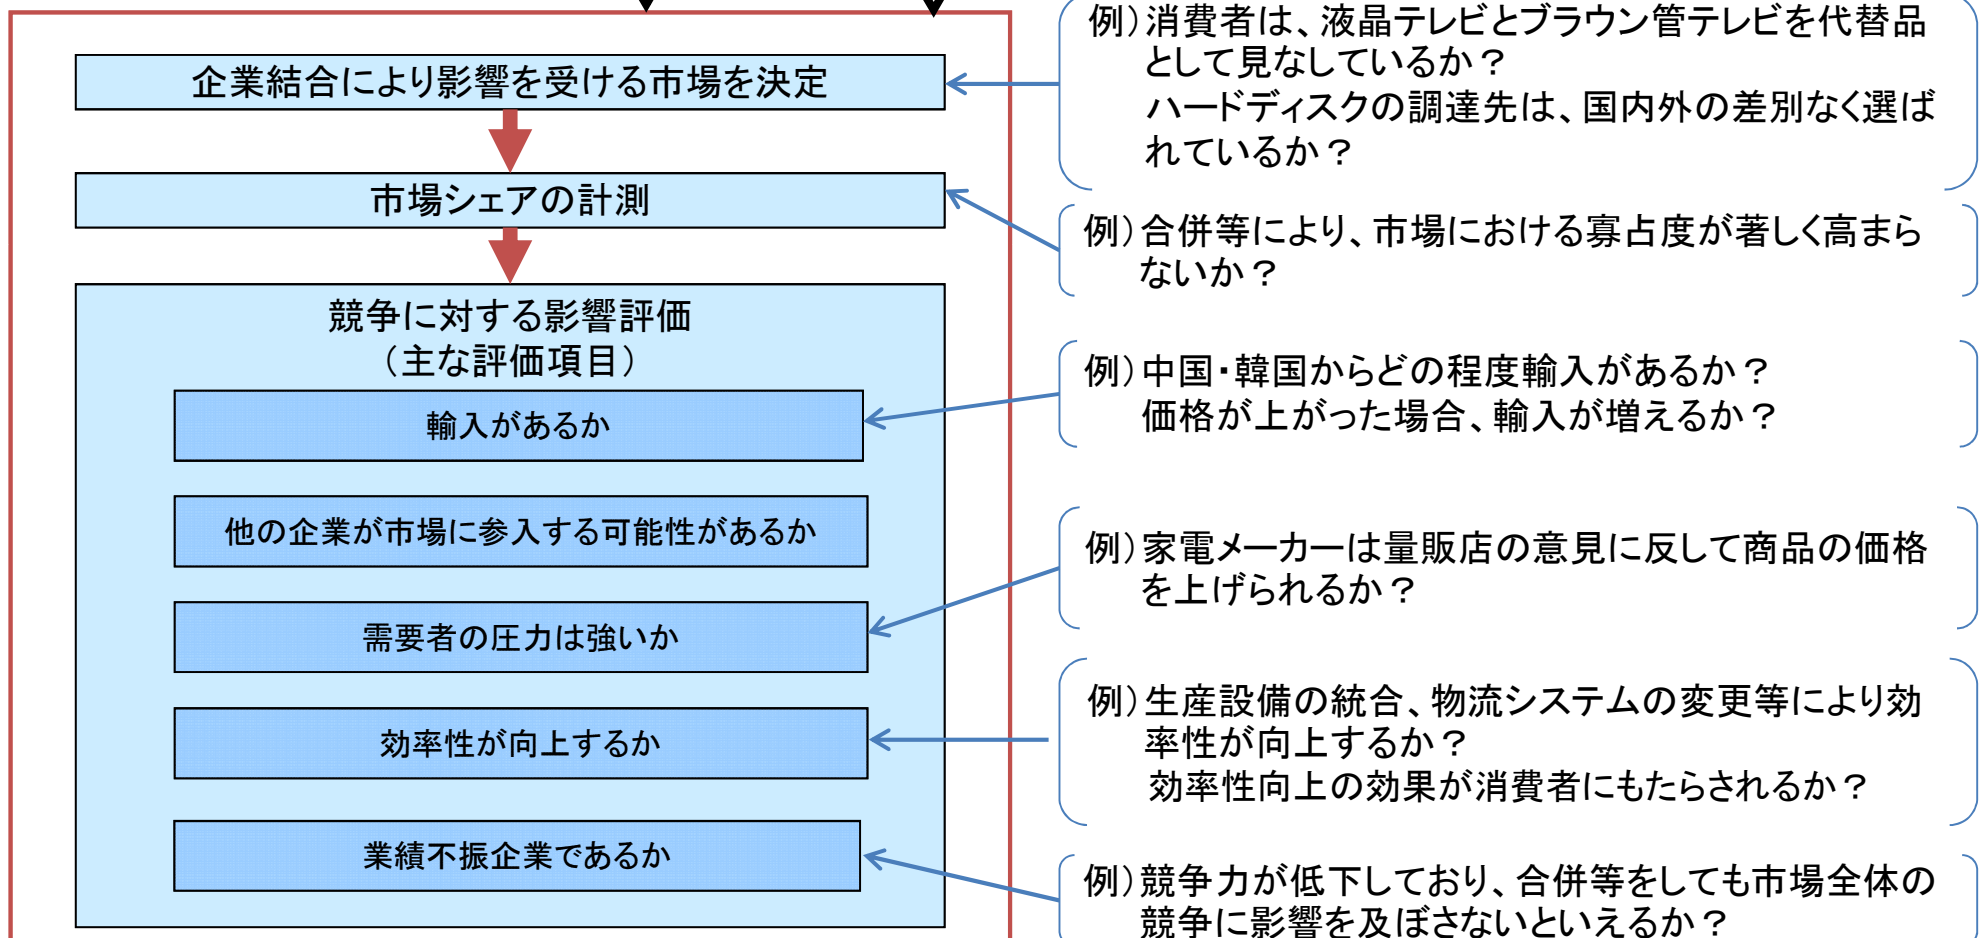 企業結合により影響を受ける市場を決定
市場シェアの計測
競争に対する影響評価
（主な評価項目）
輸入があるか
他の企業が市場に参入する可能性があるか
需要者の圧力は強いか
効率性が向上するか
業績不振企業であるか
例）消費者は、液晶テレビとブラウン管テレビを代替品
として見なしているか？
ハードディスクの調達先は、国内外の差別なく選ば
れているか？
例）合併等により、市場における寡占度が著しく高まら
ないか？
例）中国・韓国からどの程度輸入があるか？
価格が上がった場合、輸入が増えるか？
例）家電メーカーは量販店の意見に反して商品の価格
を上げられるか？
例）生産設備の統合、物流システムの変更等により効
率性が向上するか？
効率性向上の効果が消費者にもたらされるか？
例）競争力が低下しており、合併等をしても市場全体の
競争に影響を及ぼさないといえるか？